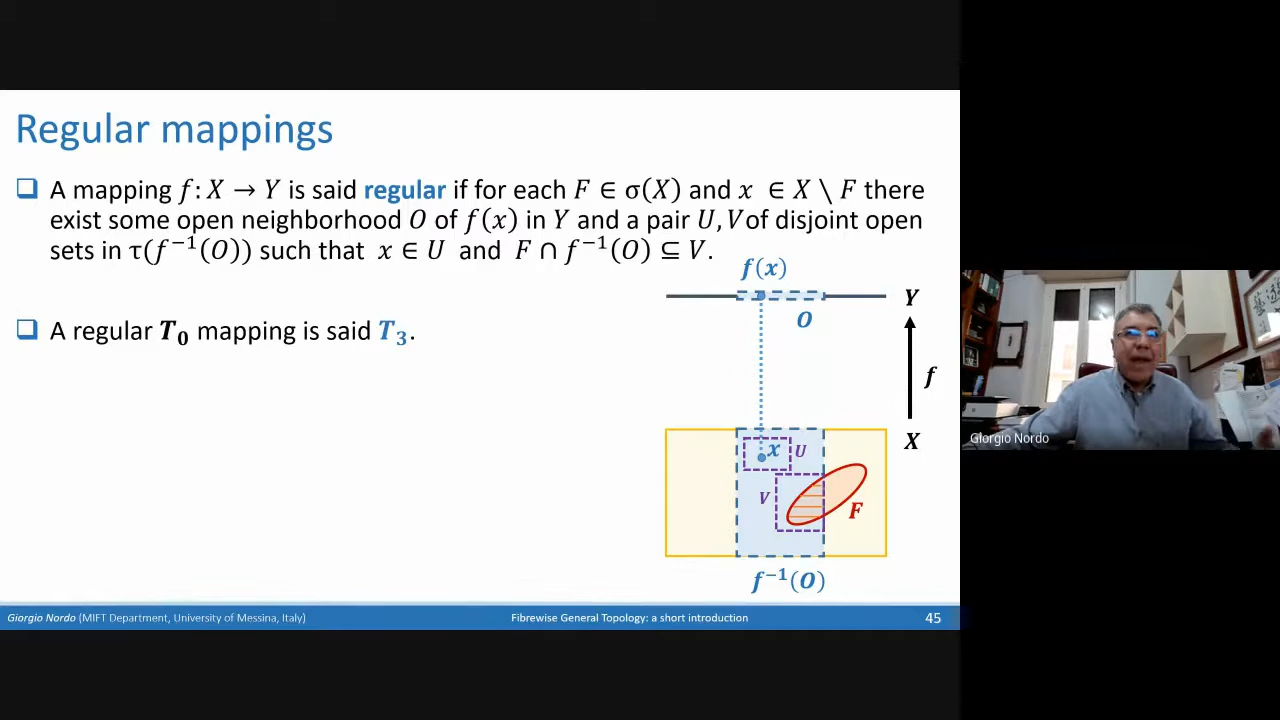 Regular mappings
❑ A mapping f: X → Y is said regular if for each F ∈ σ(X) and x ∈ X \ F there
exist some open neighborhood O of f(x) in Y and a pair U, V of disjoint open
sets in τ(f⁻¹(O)) such that x ∈ U and F ∩ f⁻¹(O) ⊆ V.
f(x)
Y
O
❑ A regular T₀ mapping is said T₃.
f
X
x
U
V
F
f⁻¹(O)
Giorgio Nordo (MIFT Department, University of Messina, Italy)
Fibrewise General Topology: a short introduction
45
Giorgio Nordo